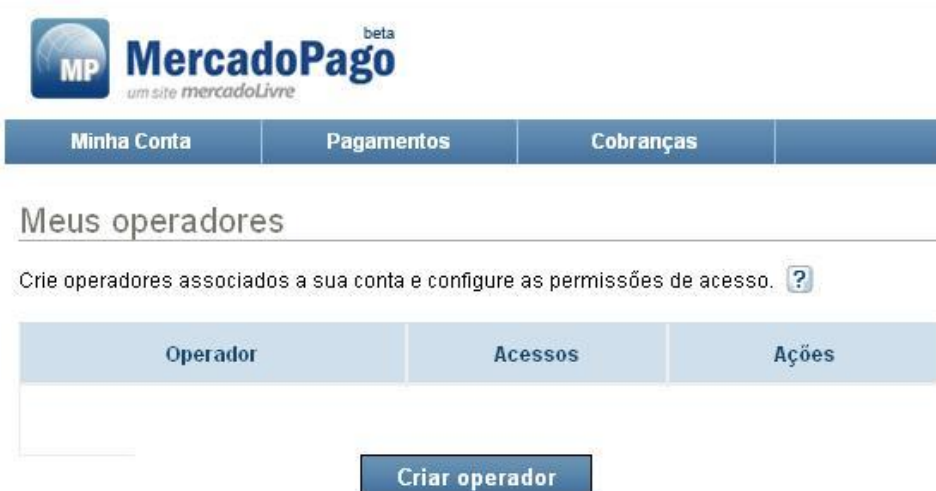 beta
MP MercadoPago
um site mercadoLivre
Minha Conta Pagamentos Cobranças
Meus operadores
Crie operadores associados a sua conta e configure as permissões de acesso. ?
Operador Acessos Ações
Criar operador